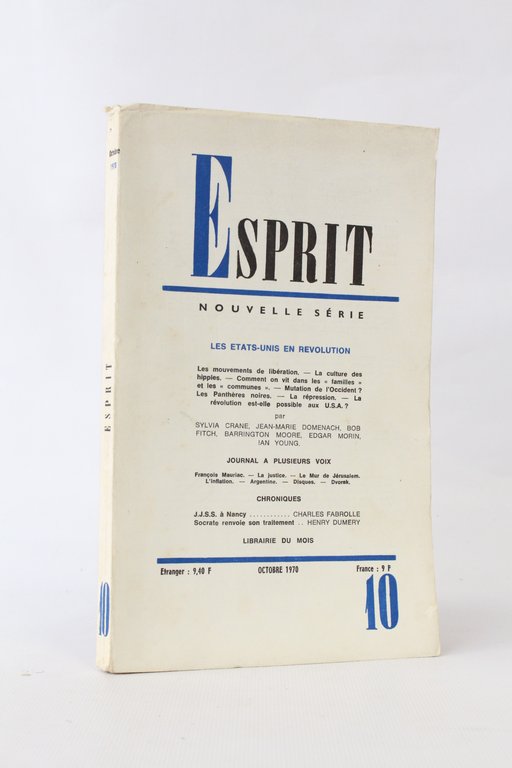 ESPRIT
NOUVELLE SÉRIE
LES ETATS-UNIS EN REVOLUTION
Les mouvements de libération. — La culture des
hippies. — Comment on vit dans les « familles »
et les « communes ». — Mutation de l'Occident ?
Les Panthères noires. — La répression. — La
révolution est-elle possible aux U.S.A. ?
par
SYLVIA CRANE, JEAN-MARIE DOMENACH, BOB
FITCH, BARRINGTON MOORE, EDGAR MORIN,
IAN YOUNG.
JOURNAL A PLUSIEURS VOIX
François Mauriac. — La justice. — Le Mur de Jérusalem.
L'inflation. — Argentine. — Disques. — Dvorak.
CHRONIQUES
J.J.S.S. à Nancy ............ CHARLES FABROLLE
Socrate renvoie son traitement .. HENRY DUMERY
LIBRAIRIE DU MOIS
Etranger : 9,40 F OCTOBRE 1970 France : 9 F
10
Octobre
1970
ESPRIT
10